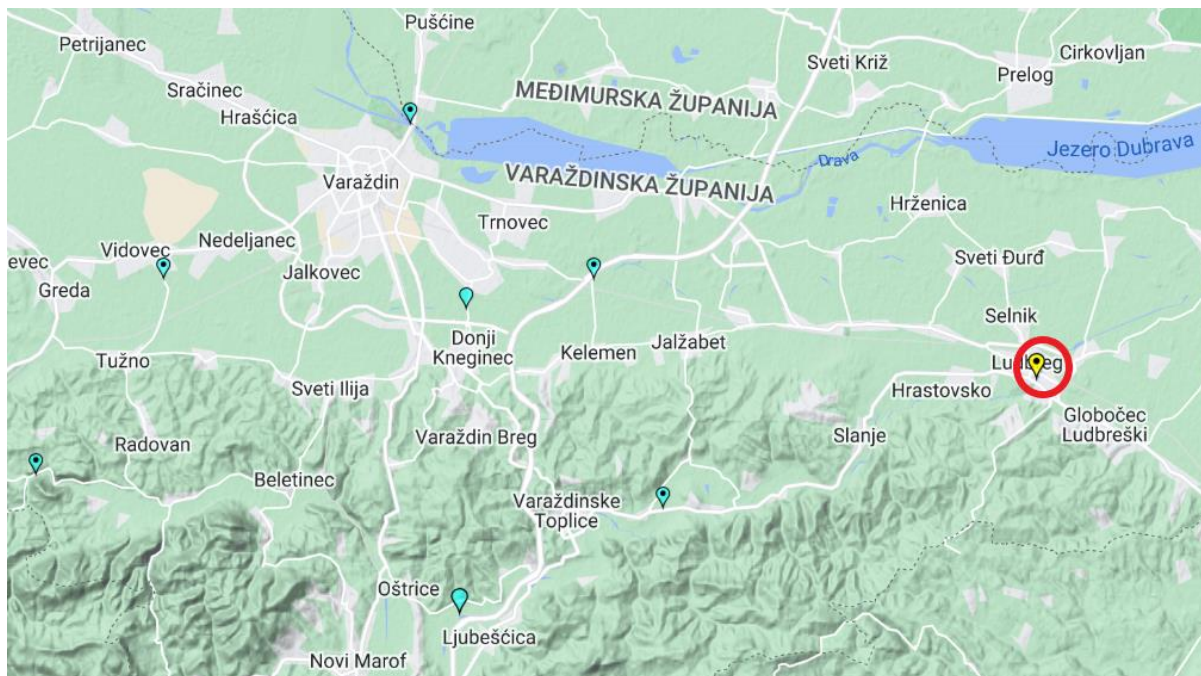 Pušćine
Petrijanec
Cirkovljan
Sveti Križ
Prelog
Sračinec
MEĐIMURSKA ŽUPANIJA
Hrašćica
Jezero Dubrava
Drava
VARAŽDINSKA ŽUPANIJA
Varaždin
Hrženica
Trnovec
Nedeljanec
Vidovec
Sveti Đurđ
evec
Jalkovec
Greda
Selnik
Donji
Kneginec
Jalžabet
Kelemen
Tužno
Ludbreg
Sveti Ilija
Hrastovsko
Globočec
Ludbreški
Varaždin Breg
Slanje
Radovan
Beletinec
Varaždinske
Toplice
Oštrice
Ljubešćica
Novi Marof